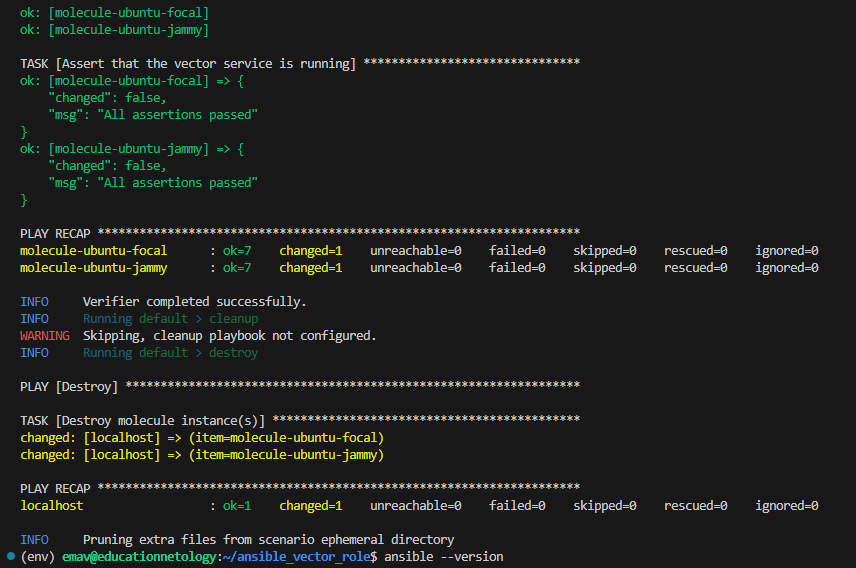 ok: [molecule-ubuntu-focal]
ok: [molecule-ubuntu-jammy]
TASK [Assert that the vector service is running] *******************************
ok: [molecule-ubuntu-focal] => {
    "changed": false,
    "msg": "All assertions passed"
}
ok: [molecule-ubuntu-jammy] => {
    "changed": false,
    "msg": "All assertions passed"
}
PLAY RECAP *********************************************************************
molecule-ubuntu-focal      : ok=7    changed=1    unreachable=0    failed=0    skipped=0    rescued=0    ignored=0
molecule-ubuntu-jammy      : ok=7    changed=1    unreachable=0    failed=0    skipped=0    rescued=0    ignored=0
INFO     Verifier completed successfully.
INFO     Running default > cleanup
WARNING  Skipping, cleanup playbook not configured.
INFO     Running default > destroy
PLAY [Destroy] *****************************************************************
TASK [Destroy molecule instance(s)] ********************************************
changed: [localhost] => (item=molecule-ubuntu-focal)
changed: [localhost] => (item=molecule-ubuntu-jammy)
PLAY RECAP *********************************************************************
localhost                  : ok=1    changed=1    unreachable=0    failed=0    skipped=0    rescued=0    ignored=0
INFO     Pruning extra files from scenario ephemeral directory
(env) emav@educationnetology:~/ansible_vector_role$ ansible --version